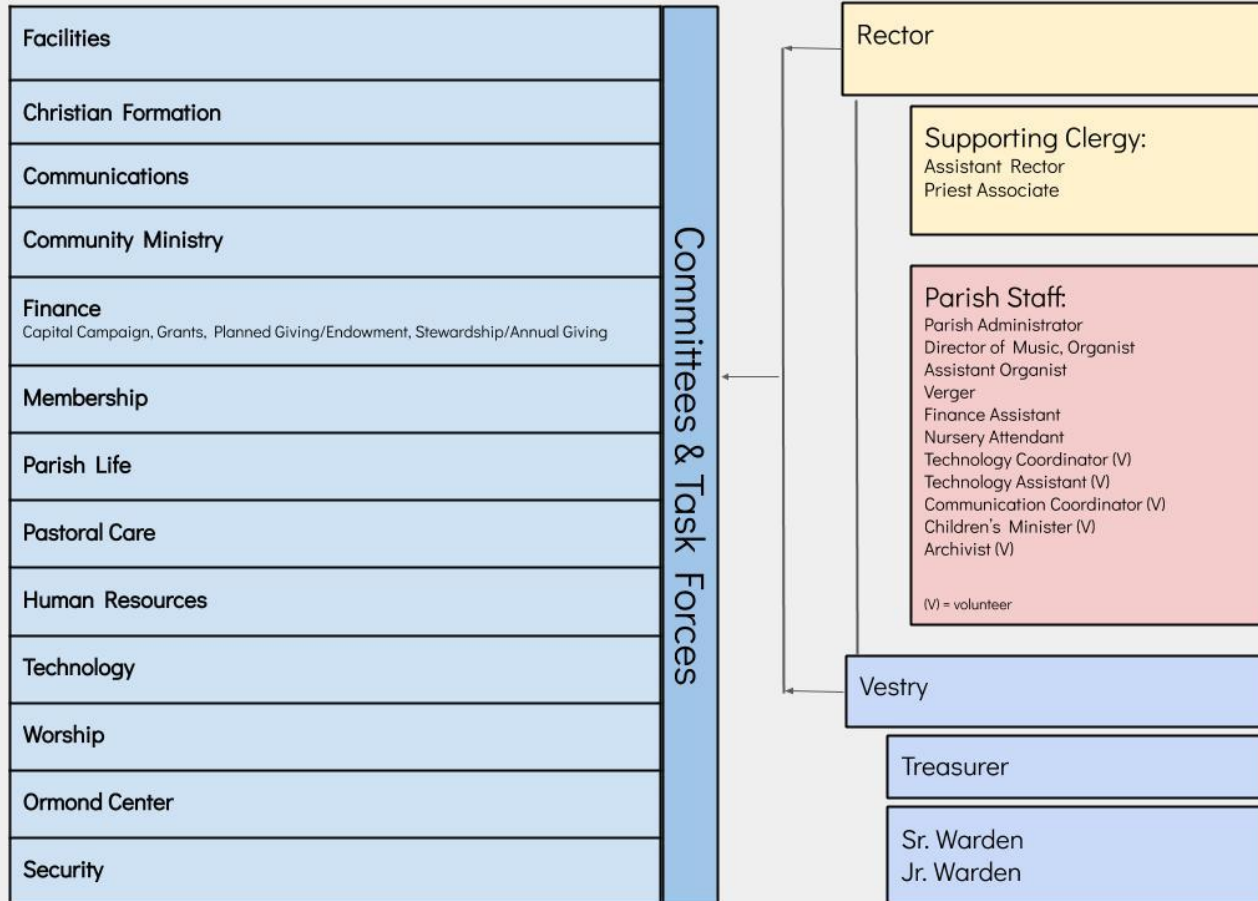 Facilities
Christian Formation
Communications
Community Ministry
Finance
Capital Campaign, Grants, Planned Giving/Endowment, Stewardship/Annual Giving
Membership
Parish Life
Pastoral Care
Human Resources
Technology
Worship
Ormond Center
Security
Committees & Task Forces
Rector
Supporting Clergy:
Assistant Rector
Priest Associate
Parish Staff:
Parish Administrator
Director of Music, Organist
Assistant Organist
Verger
Finance Assistant
Nursery Attendant
Technology Coordinator (V)
Technology Assistant (V)
Communication Coordinator (V)
Children's Minister (V)
Archivist (V)
(V) = volunteer
Vestry
Treasurer
Sr. Warden
Jr. Warden